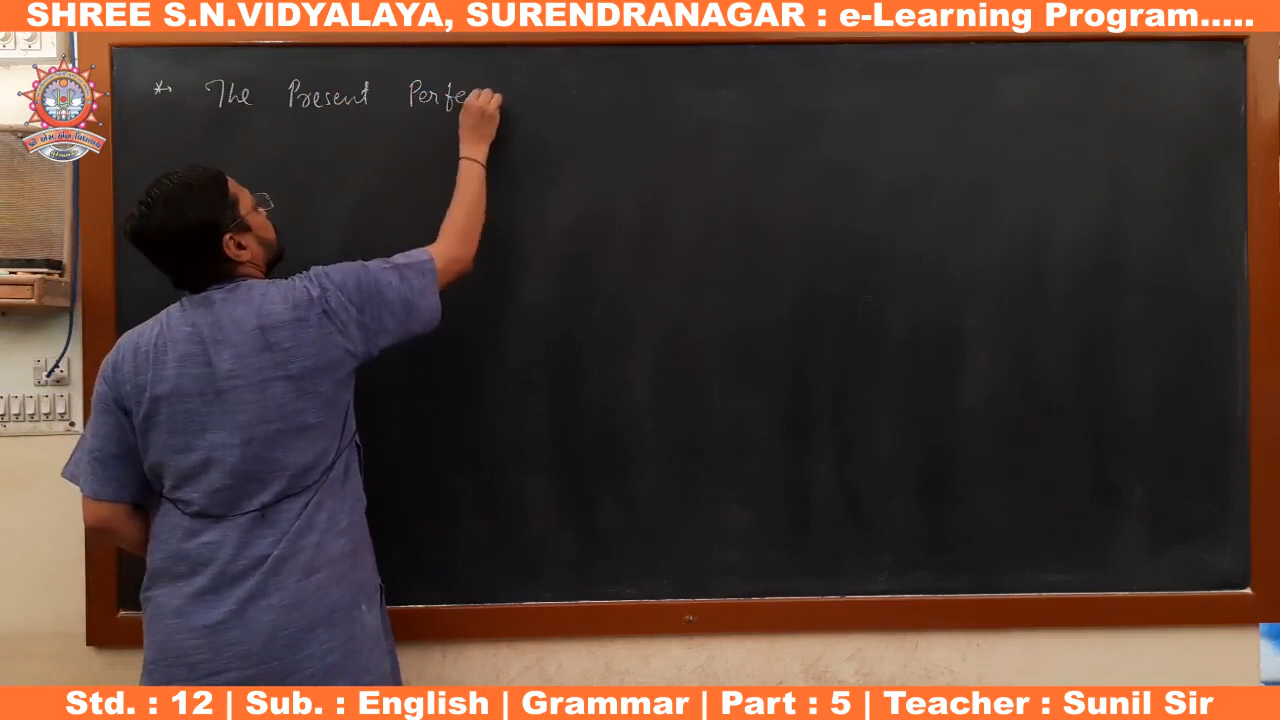 SHREE S.N.VIDYALAYA, SURENDRANAGAR : e-Learning Program.....
* The Present Perfe
Std. : 12 | Sub. : English | Grammar | Part : 5 | Teacher : Sunil Sir